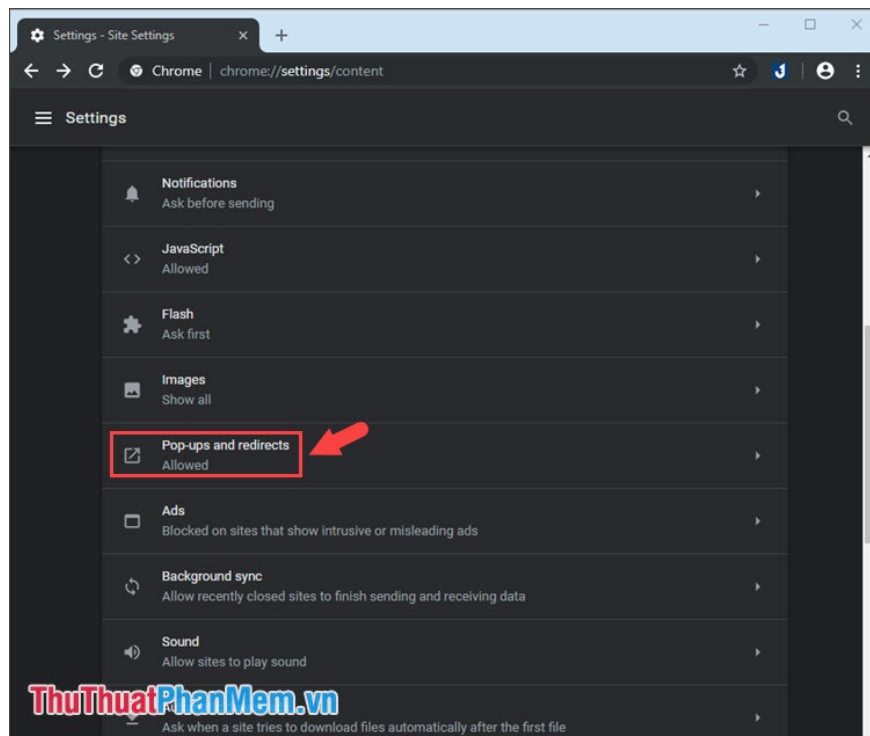 Settings - Site Settings
Chrome | chrome://settings/content
Settings
Notifications
Ask before sending
JavaScript
Allowed
Flash
Ask first
Images
Show all
Pop-ups and redirects
Allowed
Ads
Blocked on sites that show intrusive or misleading ads
Background sync
Allow recently closed sites to finish sending and receiving data
Sound
Allow sites to play sound
ThuThuatPhanMem.vn
Ask when a site tries to download files automatically after the first file